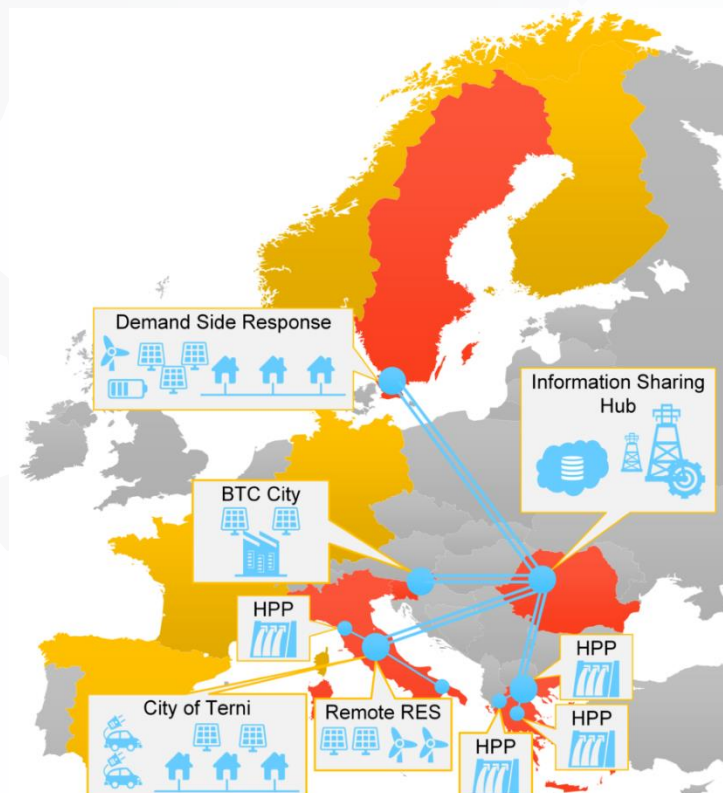 Demand Side Response
Information Sharing
Hub
BTC City
HPP
HPP
City of Terni
Remote RES
HPP
HPP